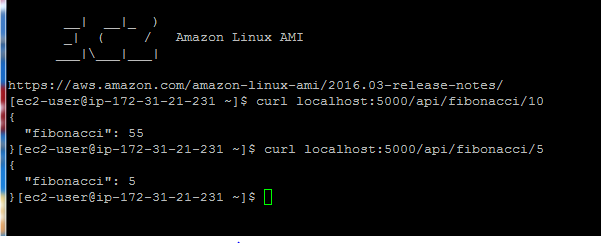 __|  __|_  )
_|  (     /   Amazon Linux AMI
___|\___|___|
https://aws.amazon.com/amazon-linux-ami/2016.03-release-notes/
[ec2-user@ip-172-31-21-231 ~]$ curl localhost:5000/api/fibonacci/10
{
  "fibonacci": 55
}[ec2-user@ip-172-31-21-231 ~]$ curl localhost:5000/api/fibonacci/5
{
  "fibonacci": 5
}[ec2-user@ip-172-31-21-231 ~]$